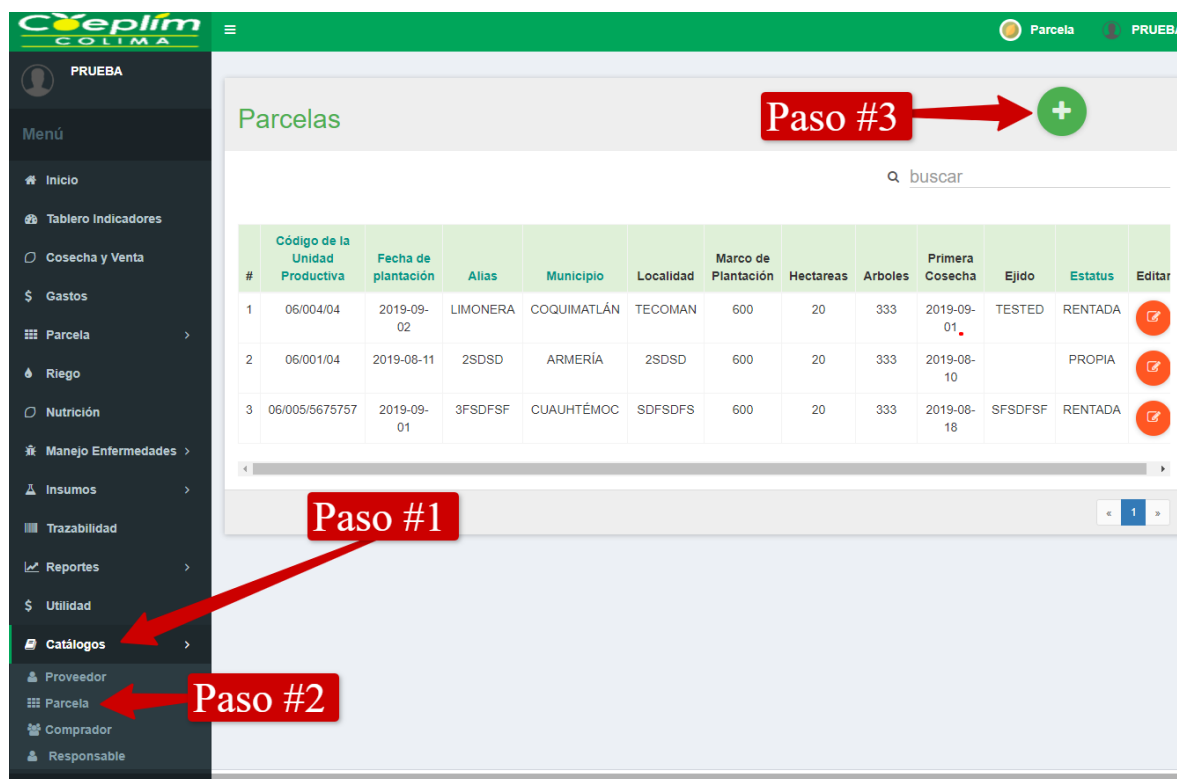 Coeplim
COLIMA
Parcela
PRUEBA
PRUEBA
Menú
Inicio
Tablero Indicadores
Cosecha y Venta
$ Gastos
Parcela
Riego
Nutrición
Manejo Enfermedades
Insumos
Trazabilidad
Reportes
$ Utilidad
Catálogos
Proveedor
Parcela
Comprador
Responsable
Parcelas
Paso #3
+
buscar
# Código de la Unidad Productiva Fecha de plantación Alias Municipio Localidad Marco de Plantación Hectareas Arboles Primera Cosecha Ejido Estatus Editar
1 06/004/04 2019-09-02 LIMONERA COQUIMATLÁN TECOMAN 600 20 333 2019-09-01 TESTED RENTADA
2 06/001/04 2019-08-11 2SDSD ARMERÍA 2SDSD 600 20 333 2019-08-10 PROPIA
3 06/005/5675757 2019-09-01 3FSDFSF CUAUHTÉMOC SDFSDFS 600 20 333 2019-08-18 SFSDFSF RENTADA
« 1 »
Paso #1
Paso #2